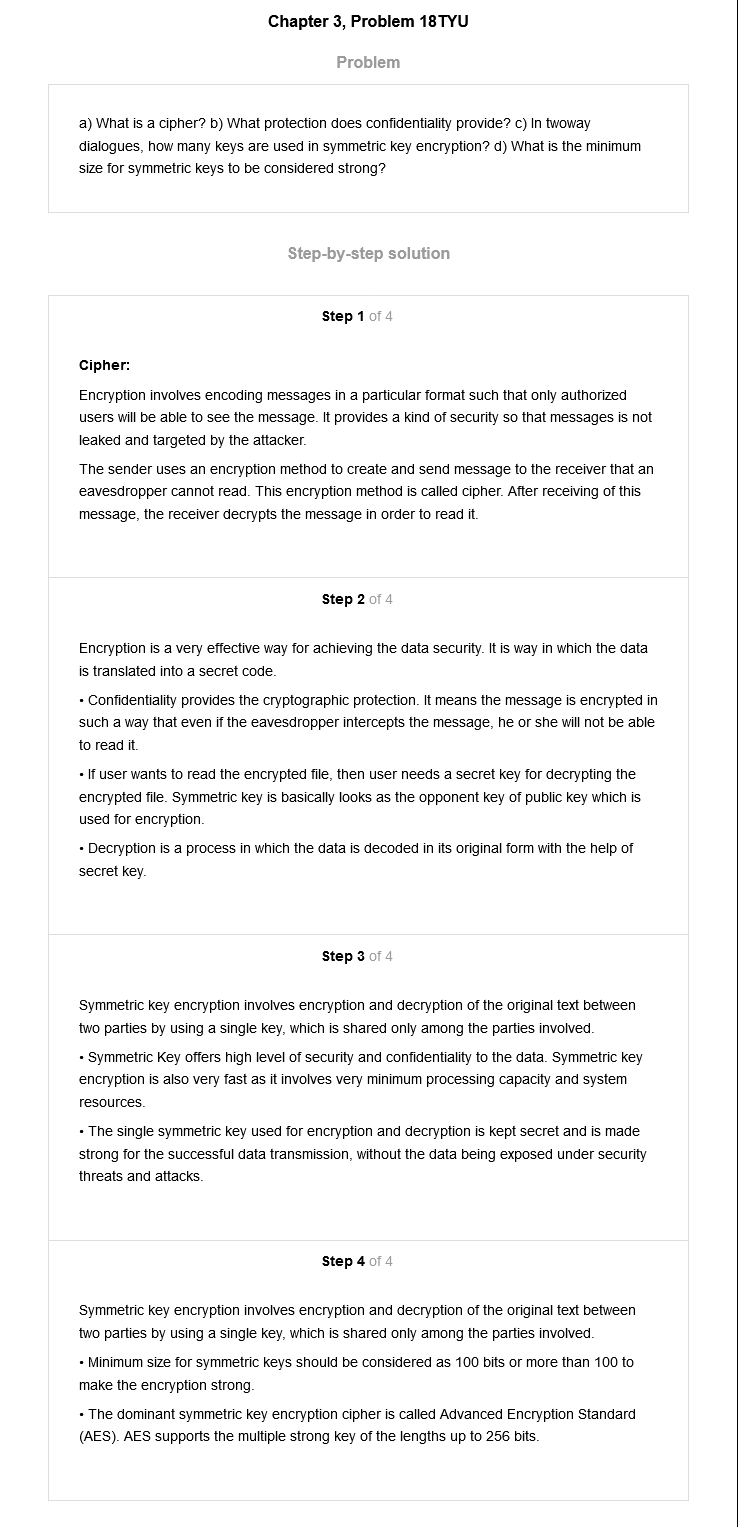 Chapter 3, Problem 18TYU
Problem
a) What is a cipher? b) What protection does confidentiality provide? c) In twoway
dialogues, how many keys are used in symmetric key encryption? d) What is the minimum
size for symmetric keys to be considered strong?
Step-by-step solution
Step 1 of 4
Cipher:
Encryption involves encoding messages in a particular format such that only authorized
users will be able to see the message. It provides a kind of security so that messages is not
leaked and targeted by the attacker.
The sender uses an encryption method to create and send message to the receiver that an
eavesdropper cannot read. This encryption method is called cipher. After receiving of this
message, the receiver decrypts the message in order to read it.
Step 2 of 4
Encryption is a very effective way for achieving the data security. It is way in which the data
is translated into a secret code.
• Confidentiality provides the cryptographic protection. It means the message is encrypted in
such a way that even if the eavesdropper intercepts the message, he or she will not be able
to read it.
• If user wants to read the encrypted file, then user needs a secret key for decrypting the
encrypted file. Symmetric key is basically looks as the opponent key of public key which is
used for encryption.
• Decryption is a process in which the data is decoded in its original form with the help of
secret key.
Step 3 of 4
Symmetric key encryption involves encryption and decryption of the original text between
two parties by using a single key, which is shared only among the parties involved.
• Symmetric Key offers high level of security and confidentiality to the data. Symmetric key
encryption is also very fast as it involves very minimum processing capacity and system
resources.
• The single symmetric key used for encryption and decryption is kept secret and is made
strong for the successful data transmission, without the data being exposed under security
threats and attacks.
Step 4 of 4
Symmetric key encryption involves encryption and decryption of the original text between
two parties by using a single key, which is shared only among the parties involved.
• Minimum size for symmetric keys should be considered as 100 bits or more than 100 to
make the encryption strong.
• The dominant symmetric key encryption cipher is called Advanced Encryption Standard
(AES). AES supports the multiple strong key of the lengths up to 256 bits.